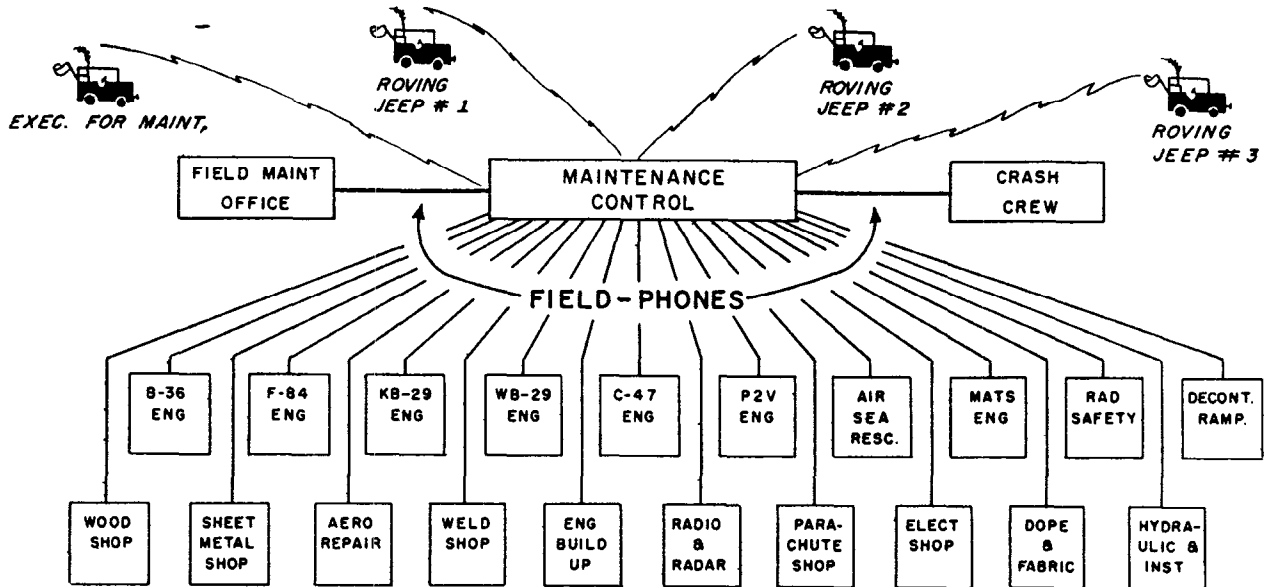 EXEC. FOR MAINT,
ROVING
JEEP # 1
ROVING
JEEP #2
ROVING
JEEP # 3
FIELD MAINT
OFFICE
MAINTENANCE
CONTROL
CRASH
CREW
FIELD-PHONES
B-36
ENG
F-84
ENG
KB-29
ENG
WB-29
ENG
C-47
ENG
P2V
ENG
AIR
SEA
RESC.
MATS
ENG
RAD
SAFETY
DECONT.
RAMP.
WOOD
SHOP
SHEET
METAL
SHOP
AERO
REPAIR
WELD
SHOP
ENG
BUILD
UP
RADIO
&
RADAR
PARA-
CHUTE
SHOP
ELECT
SHOP
DOPE
&
FABRIC
HYDRA-
ULIC &
INST